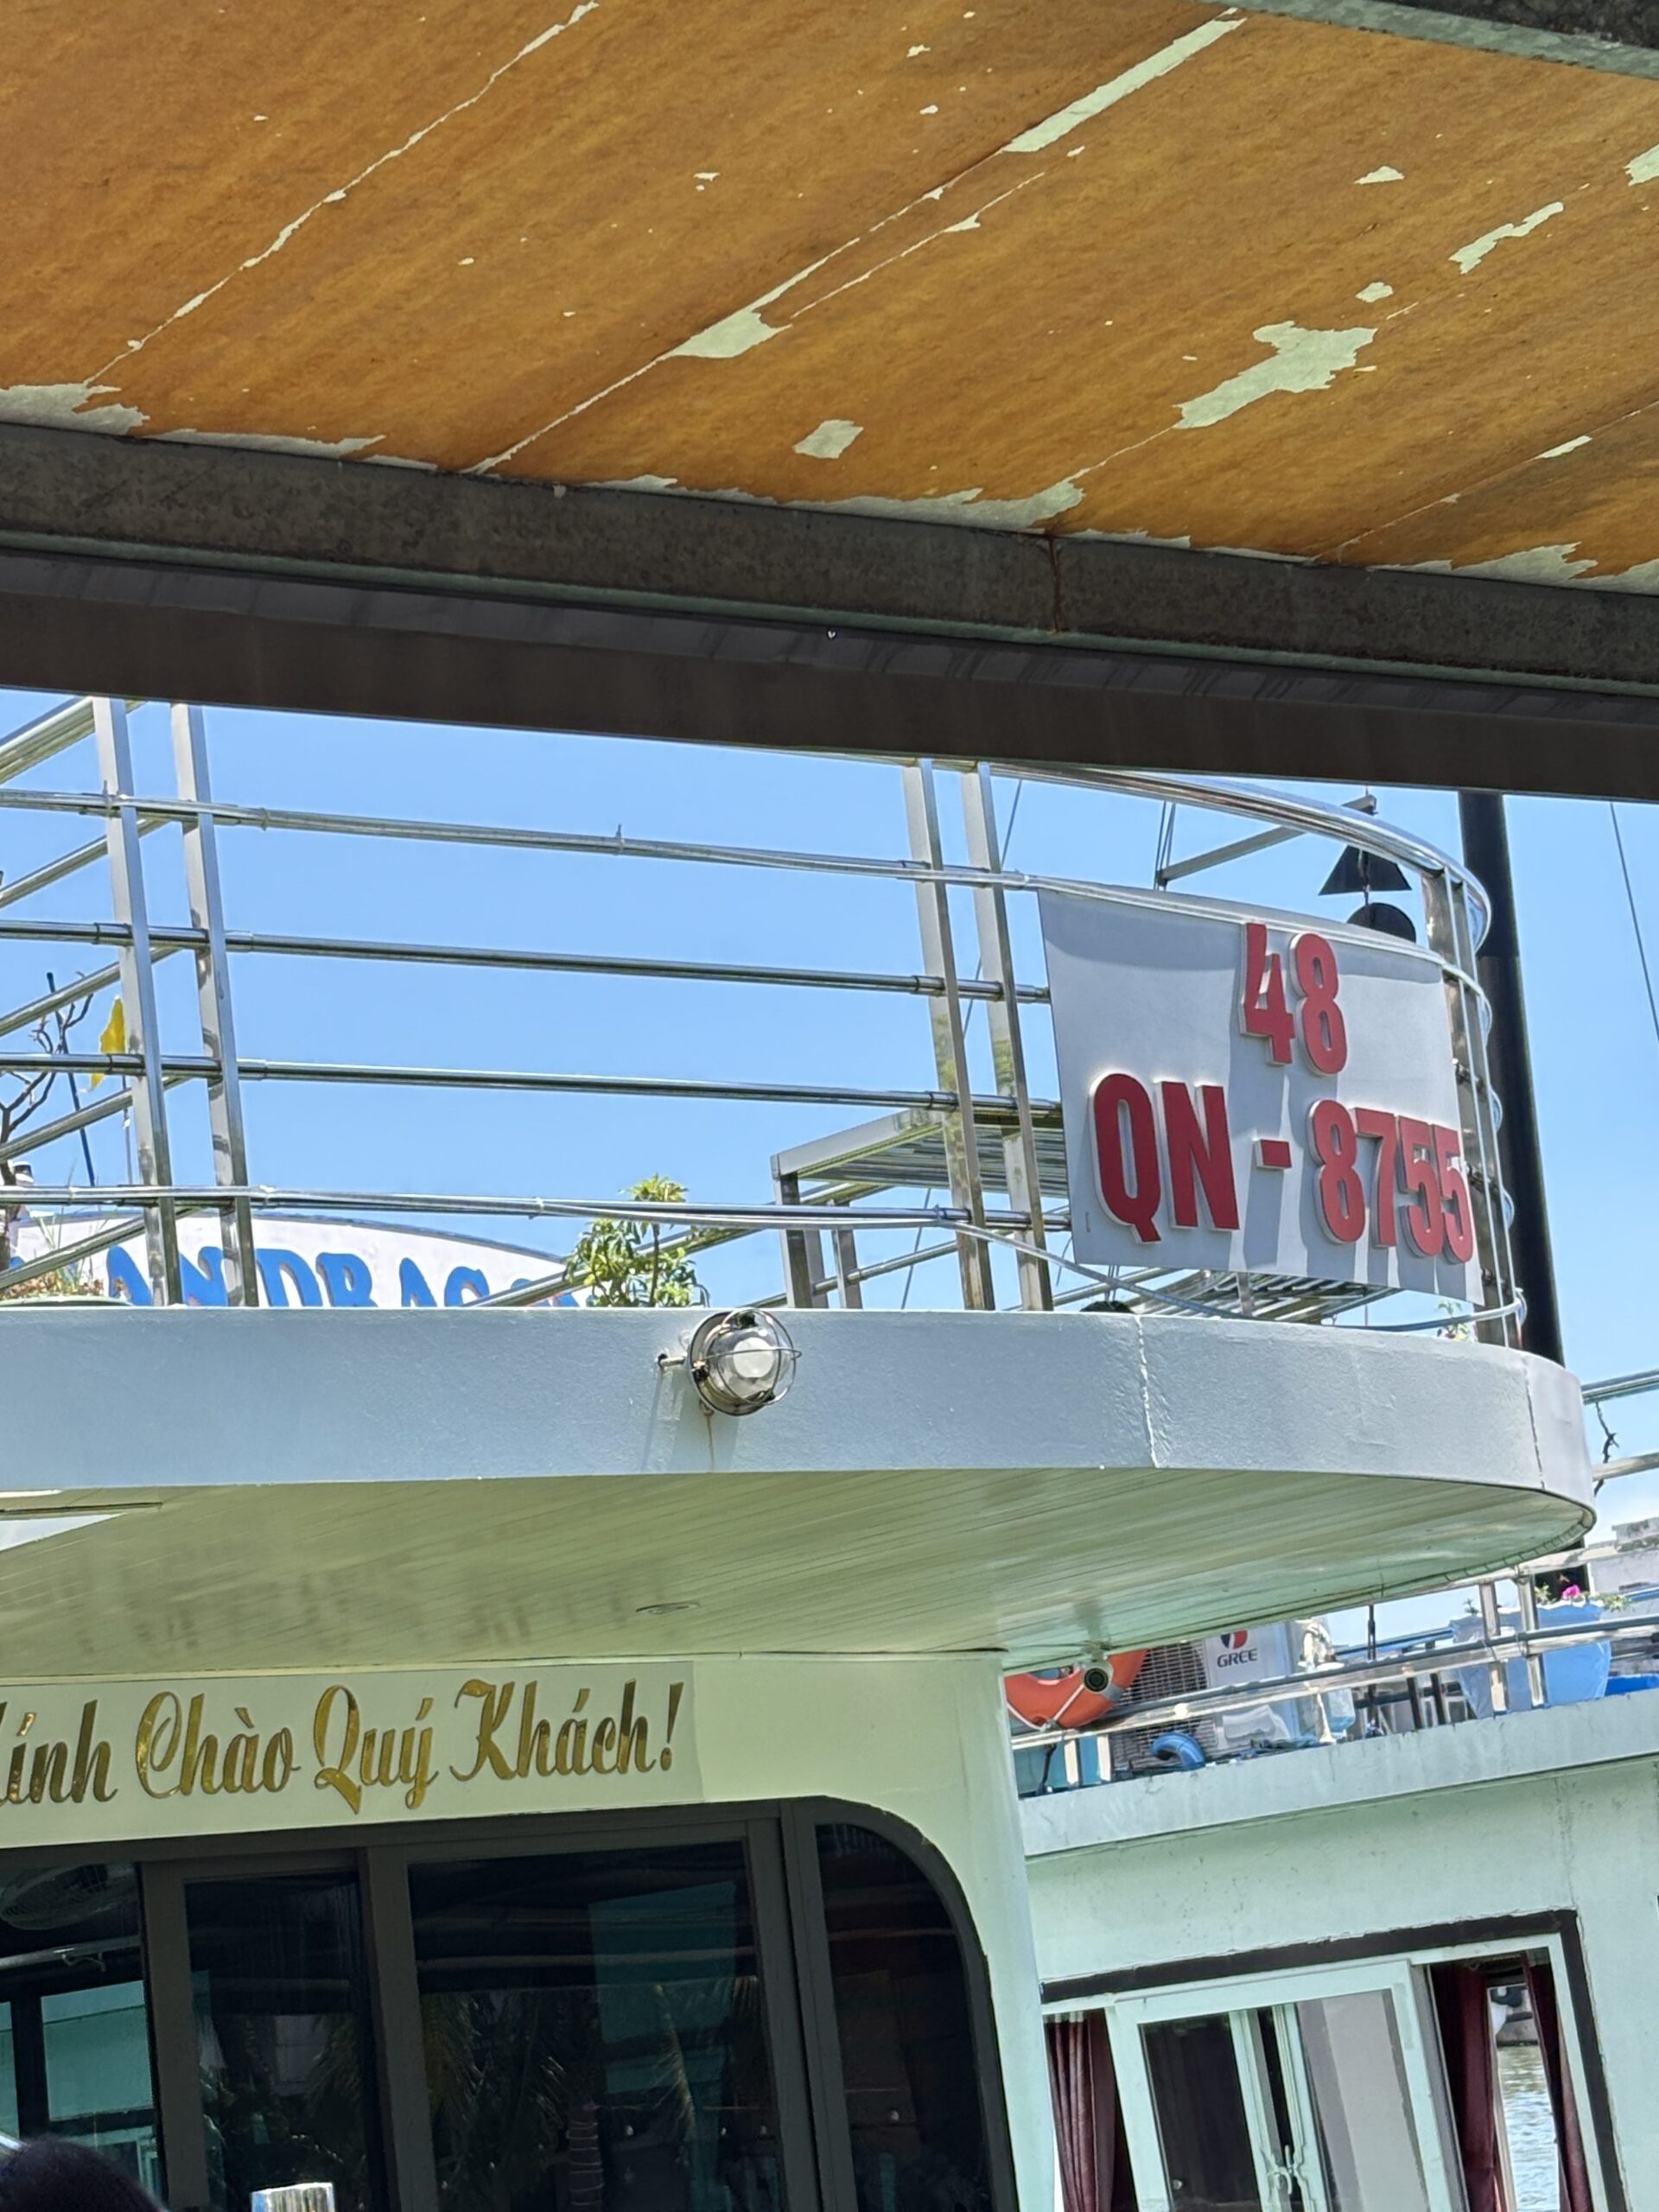 48
QN - 8755
GREE
Chào Quý Khách!